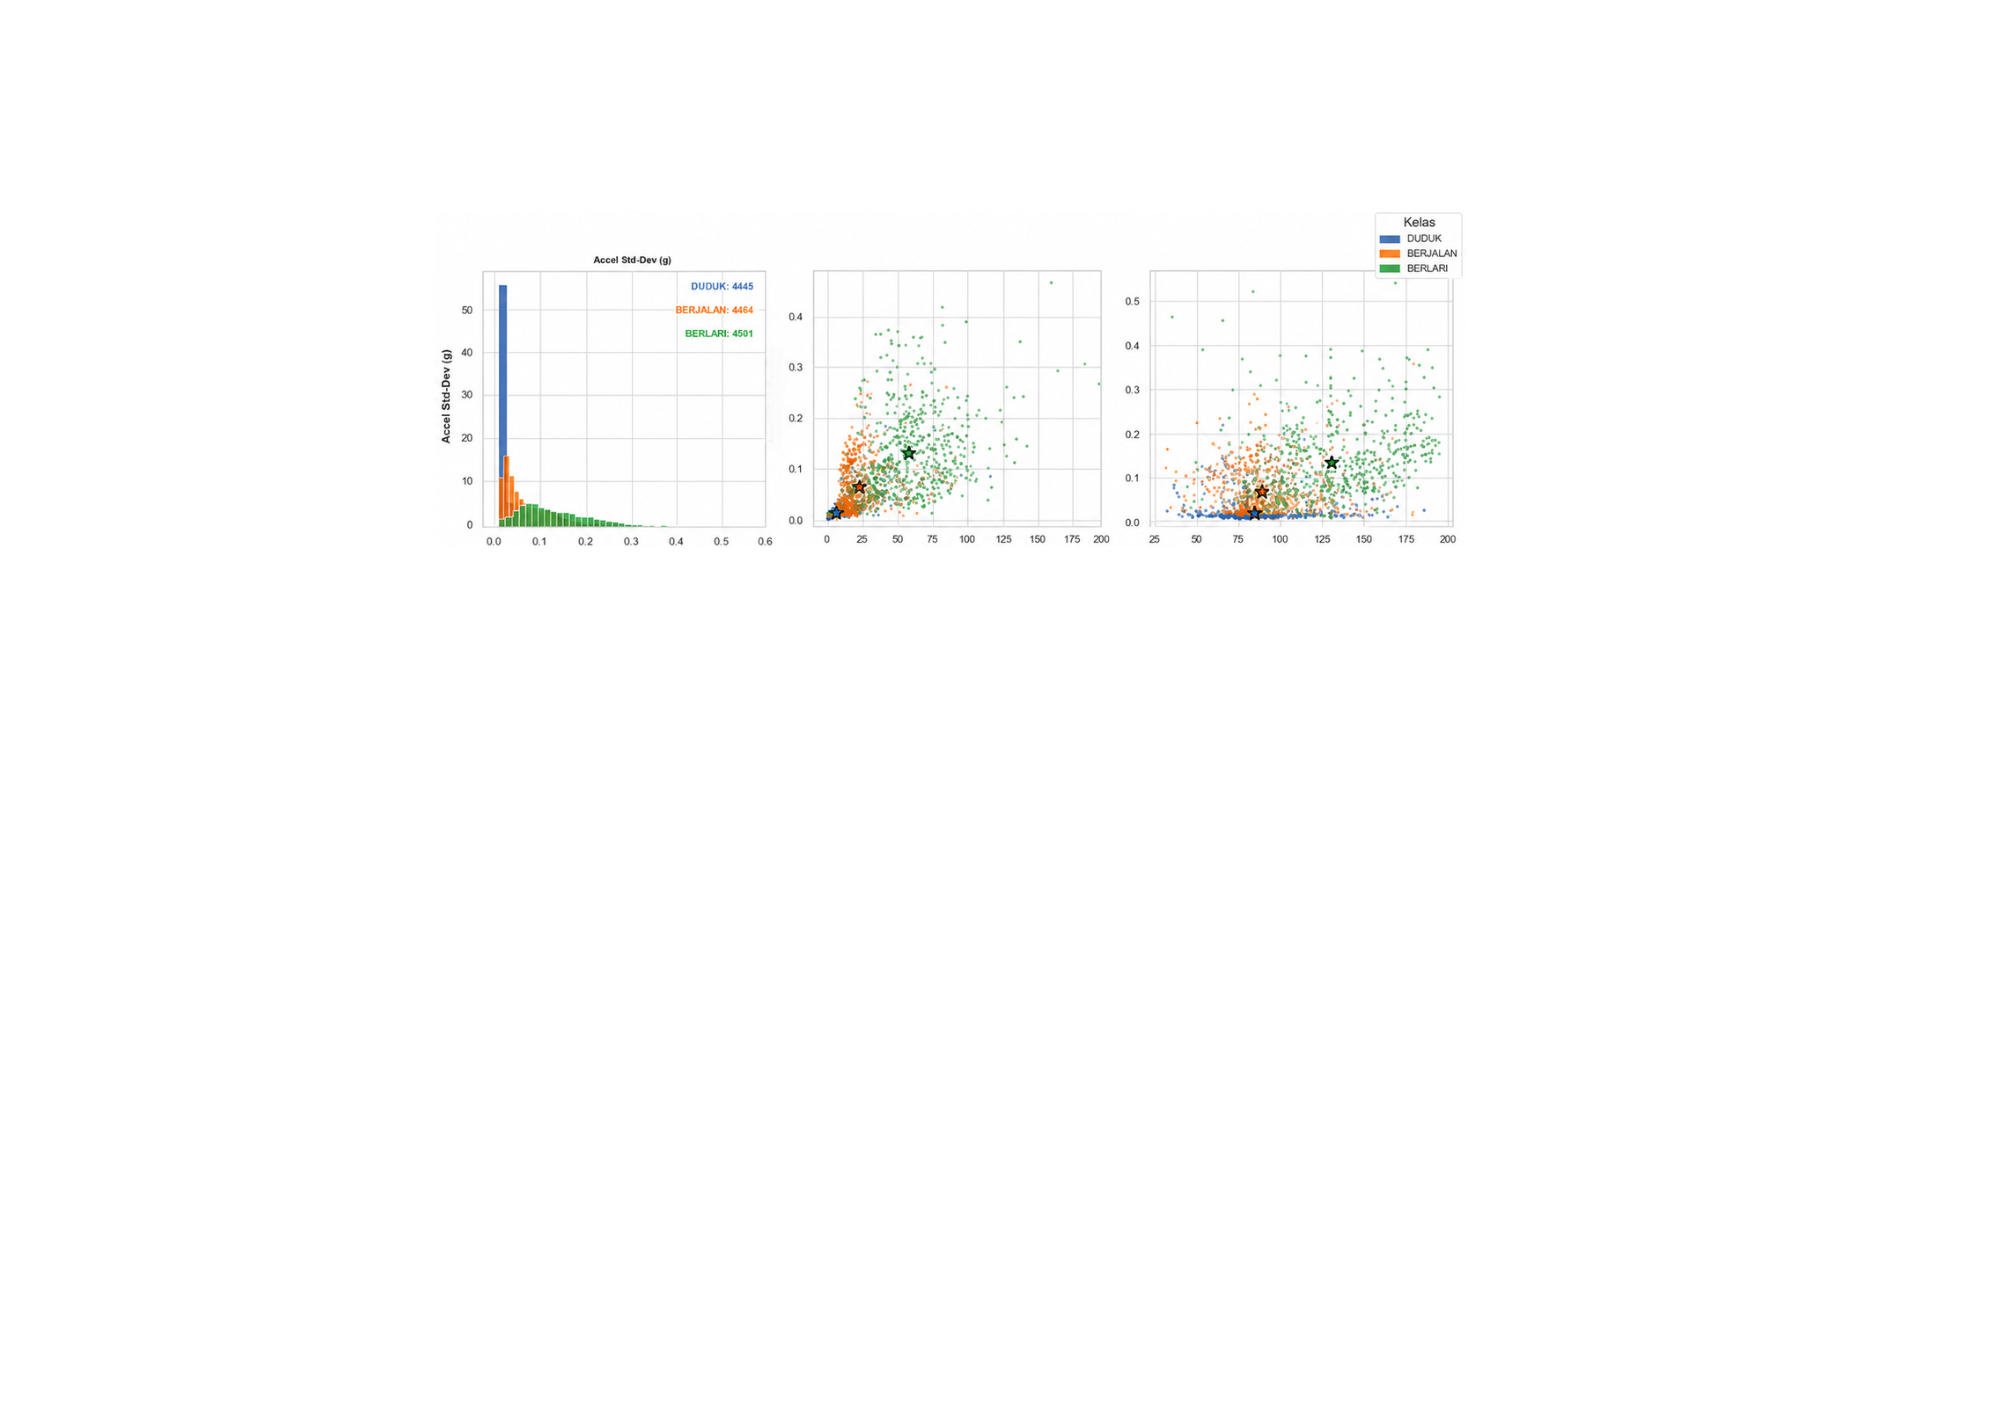 Kelas
DUDUK
BERJALAN
BERLARI
Accel Std-Dev (g)
DUDUK: 4445
BERJALAN: 4464
BERLARI: 4501
Accel Std-Dev (g)
50
40
30
20
10
0
0.0 0.1 0.2 0.3 0.4 0.5 0.6
0.4
0.3
0.2
0.1
0.0
0 25 50 75 100 125 150 175 200
0.5
0.4
0.3
0.2
0.1
0.0
25 50 75 100 125 150 175 200